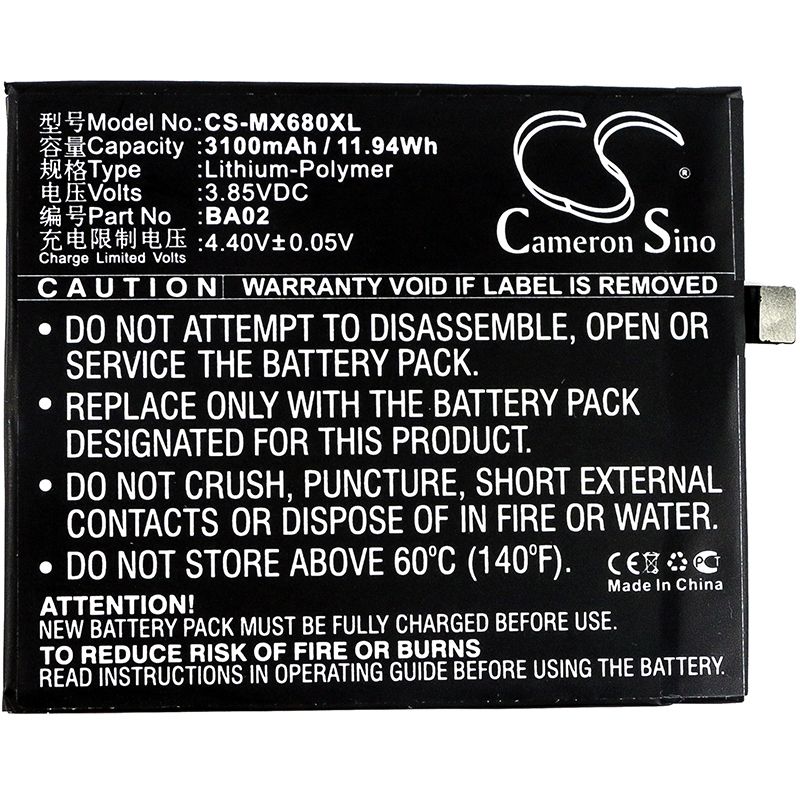 型号Model No.: CS-MX680XL
容量Capacity: 3100mAh / 11.94Wh
规格Type: Lithium-Polymer
电压Volts: 3.85VDC
型号Part No: BA02
充电限制电压: 4.40V±0.05V
Charge Limited Volts
CS
®
Cameron Sino
CAUTION WARRANTY VOID IF LABEL IS REMOVED
• DO NOT ATTEMPT TO DISASSEMBLE, OPEN OR
SERVICE THE BATTERY PACK.
• REPLACE ONLY WITH THE BATTERY PACK
DESIGNATED FOR THIS PRODUCT.
• DO NOT CRUSH, PUNCTURE, SHORT EXTERNAL
CONTACTS OR DISPOSE OF IN FIRE OR WATER.
• DO NOT STORE ABOVE 60°C (140°F).
CE
Made In China
ATTENTION!
NEW BATTERY PACK MUST BE FULLY CHARGED BEFORE USE.
TO REDUCE RISK OF FIRE OR BURNS
FOLLOW USER'S INSTRUCTIONS IN OPERATING GUIDE SUPPLIED WITH PRODUCT.